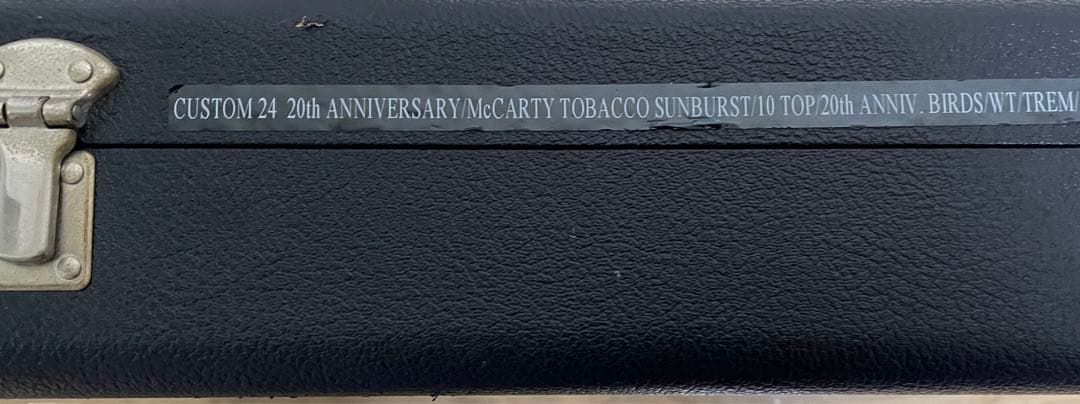 CUSTOM 24 20th ANNIVERSARY/McCARTY TOBACCO SUNBURST/10 TOP/20th ANNIV. BIRDS/WT/TREM/